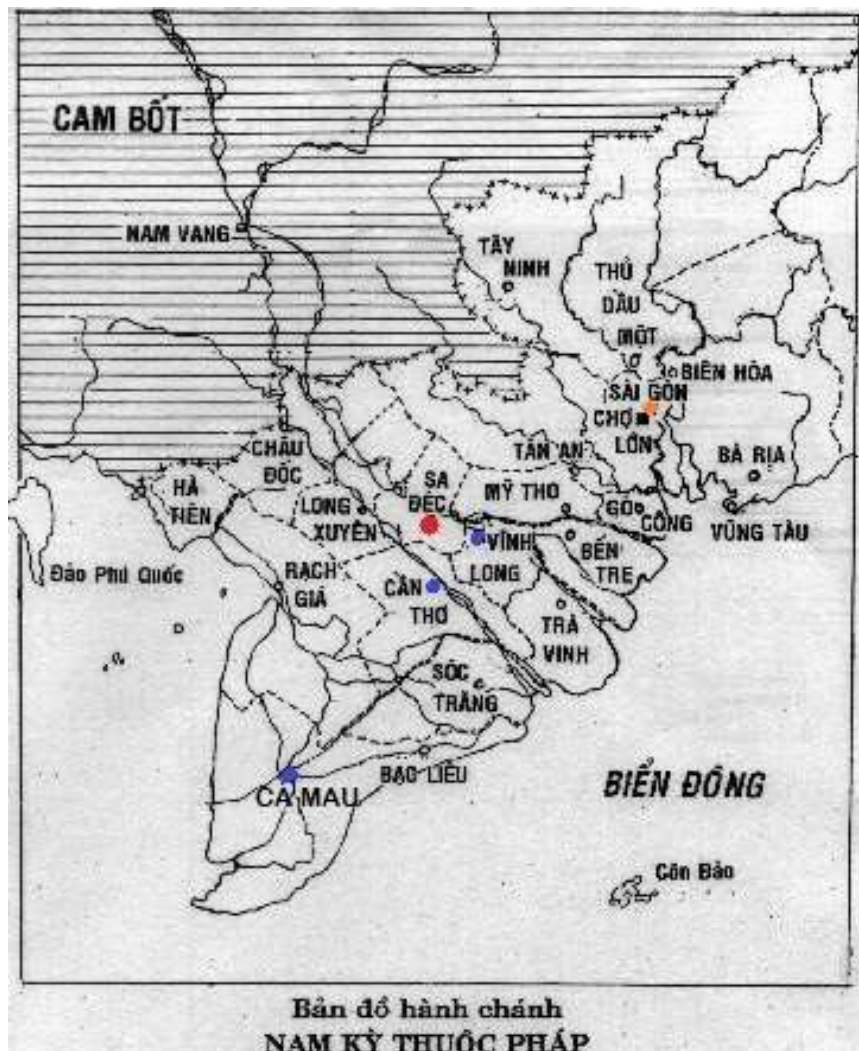 CAM BỐT
NAM VANG
TÂY
NINH
THỦ
DẦU
MỘT
BIÊN HÒA
SÀI GÒN
CHỢ
LỚN
BÀ RỊA
VŨNG TÀU
TÂN AN
CHÂU
ĐỐC
SA
ĐÉC
MỸ THO
GÒ
CÔNG
HÀ
TIÊN
LONG
XUYÊN
VĨNH
LONG
BẾN
TRE
Đảo Phú Quốc
RẠCH
GIÁ
CẦN
THƠ
TRÀ
VINH
SÓC
TRĂNG
BẠC LIÊU
CA MAU
BIỂN ĐÔNG
Côn Đảo
Bản đồ hành chánh
NAM KỲ THUỘC PHÁP